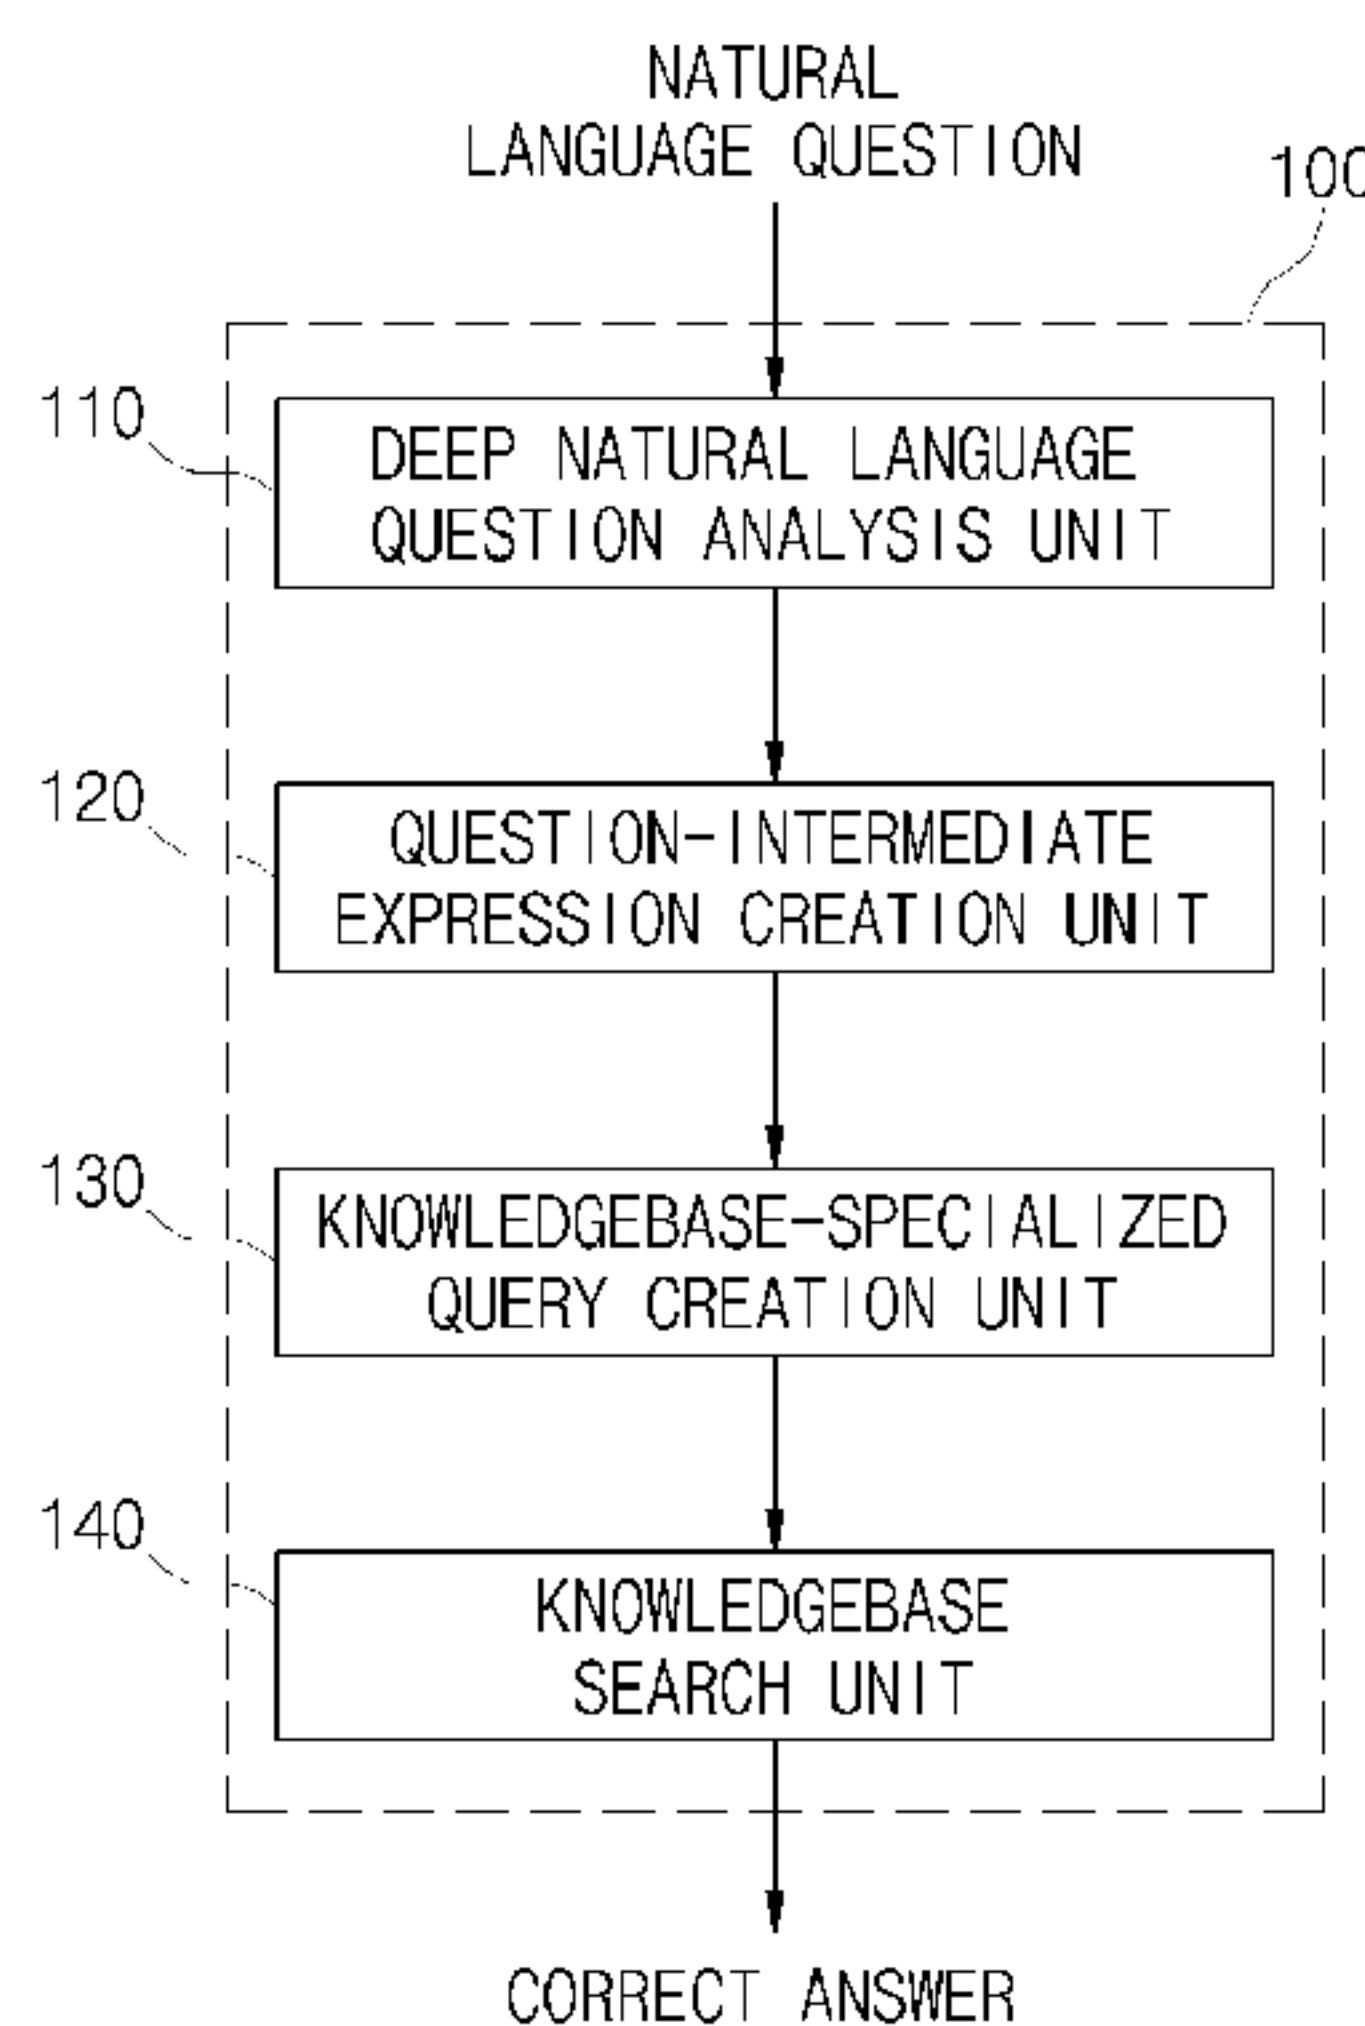 NATURAL
LANGUAGE QUESTION
100
110
DEEP NATURAL LANGUAGE
QUESTION ANALYSIS UNIT
120
QUESTION-INTERMEDIATE
EXPRESSION CREATION UNIT
130
KNOWLEDGEBASE-SPECIALIZED
QUERY CREATION UNIT
140
KNOWLEDGEBASE
SEARCH UNIT
CORRECT ANSWER